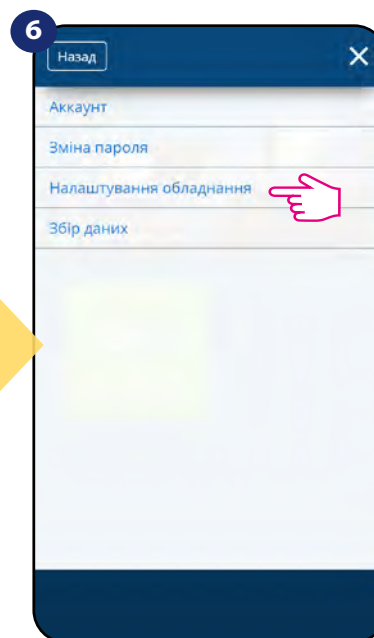 6
Назад
Аккаунт
Зміна пароля
Налаштування обладнання
Збір даних